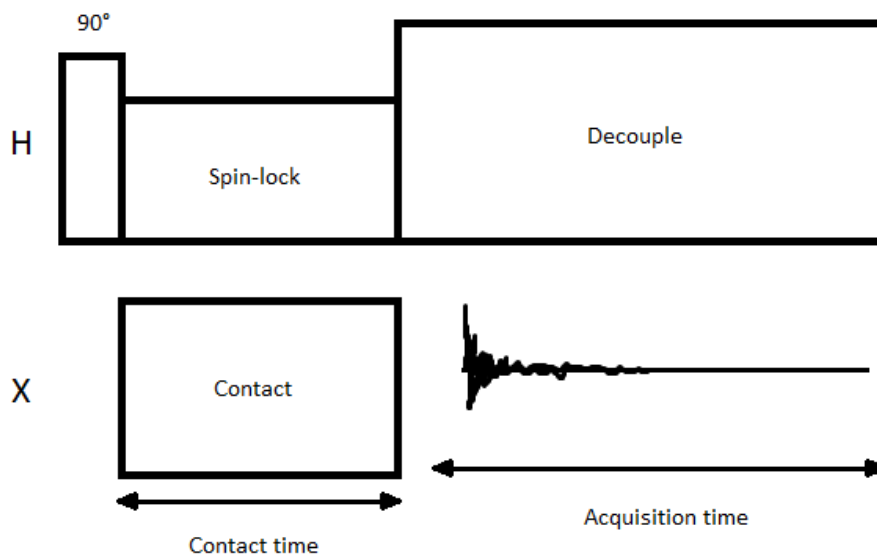 90°
H
Spin-lock
Decouple
X
Contact
Contact time
Acquisition time